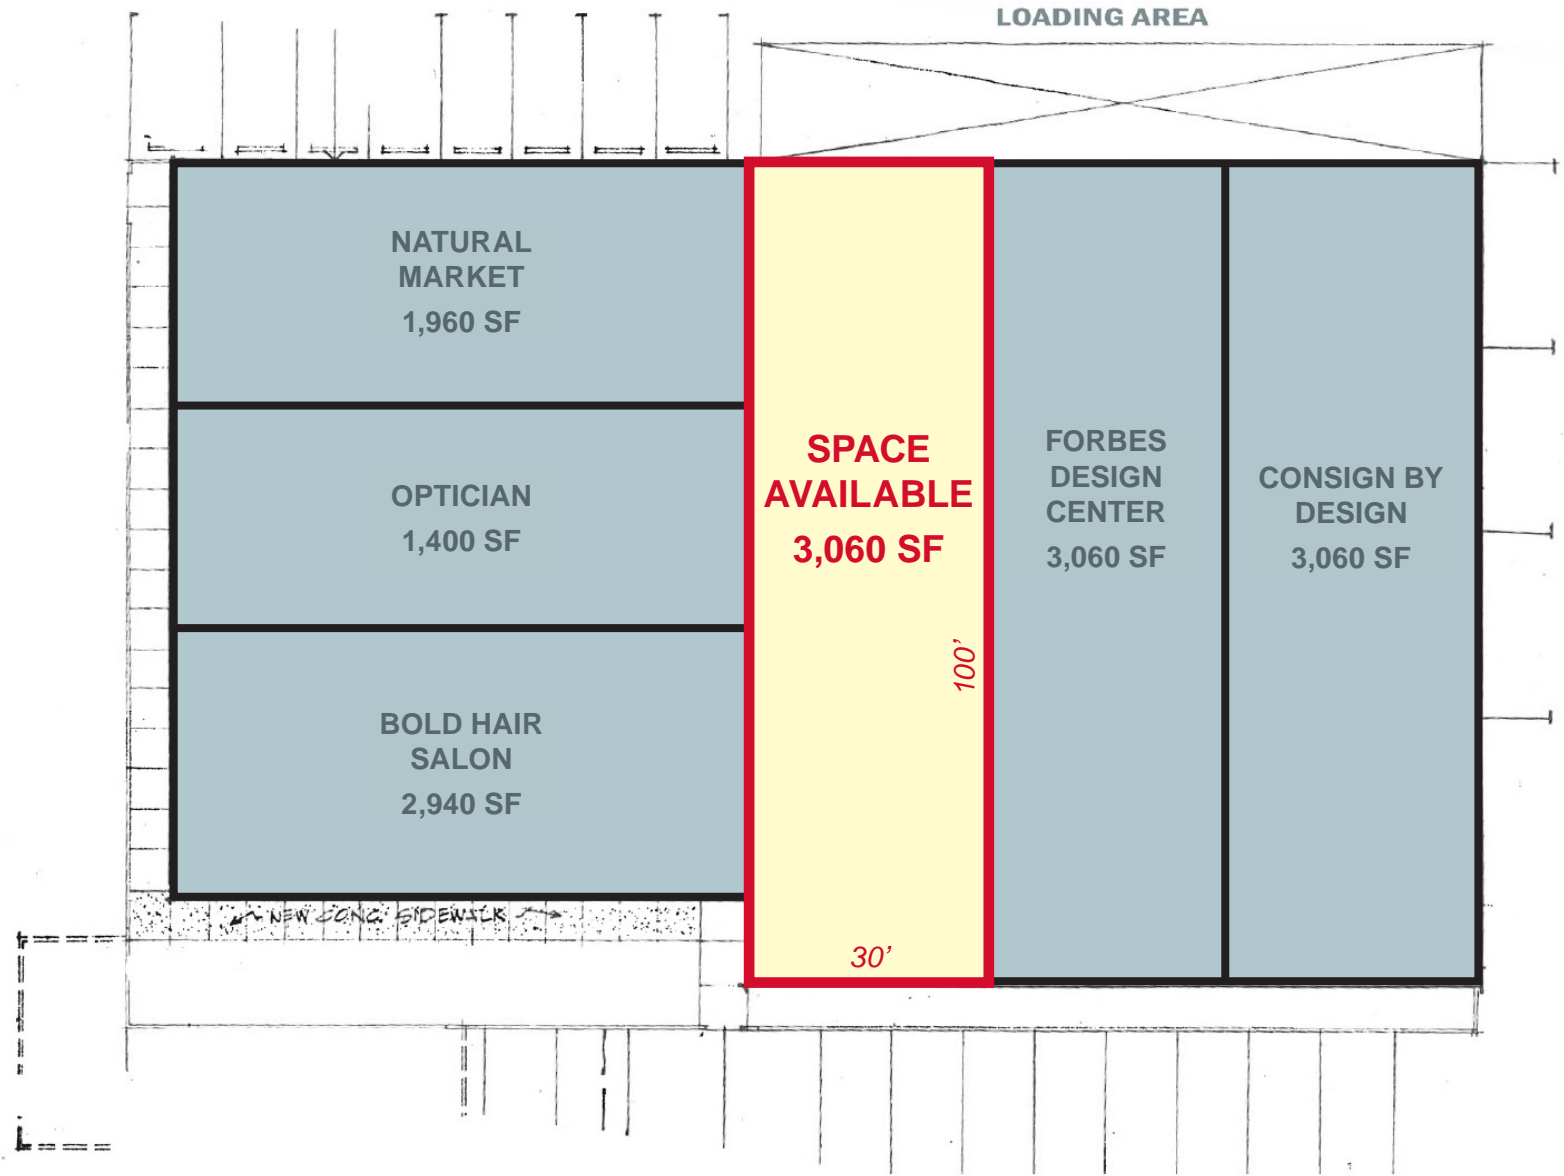 LOADING AREA
NATURAL
MARKET
1,960 SF
OPTICIAN
1,400 SF
BOLD HAIR
SALON
2,940 SF
NEW CONC. SIDEWALK
SPACE
AVAILABLE
3,060 SF
100’
30’
FORBES
DESIGN
CENTER
3,060 SF
CONSIGN BY
DESIGN
3,060 SF